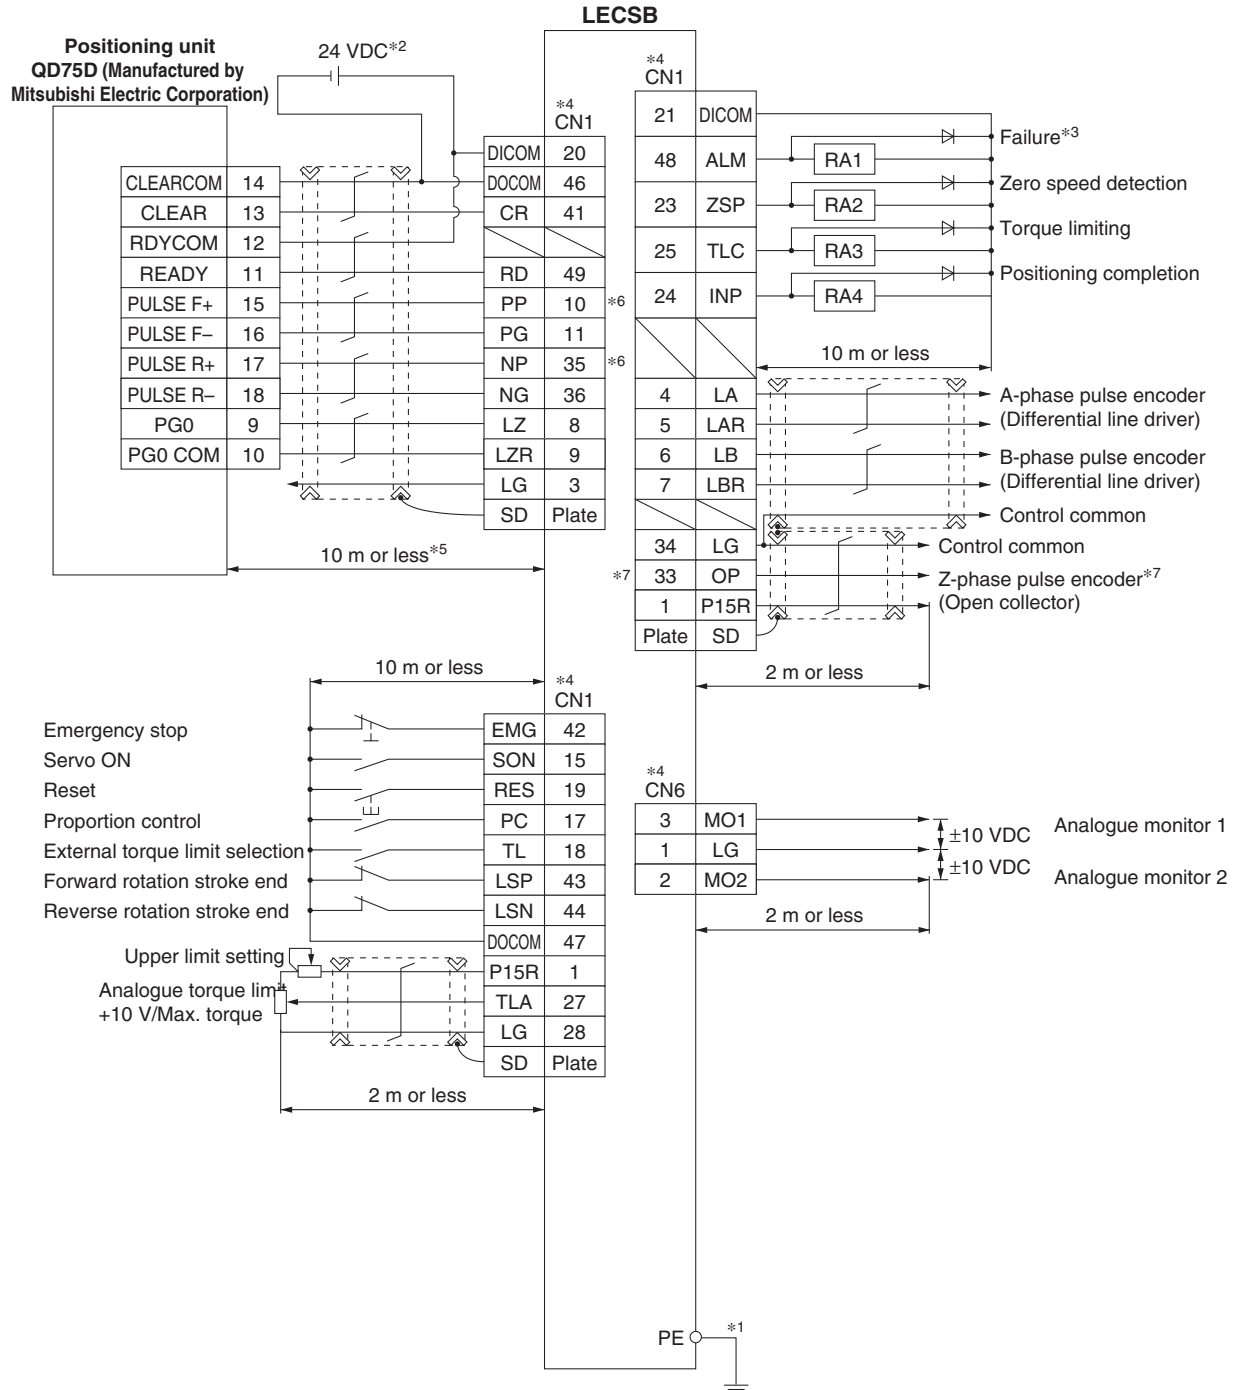 LECSB
Positioning unit
QD75D (Manufactured by
Mitsubishi Electric Corporation)
24 VDC*2
*4
CN1
DICOM 20
CLEARCOM 14 DOCOM 46
CLEAR 13 CR 41
RDYCOM 12
READY 11 RD 49
PULSE F+ 15 PP 10 *6
PULSE F− 16 PG 11
PULSE R+ 17 NP 35 *6
PULSE R− 18 NG 36
PG0 9 LZ 8
PG0 COM 10 LZR 9
LG 3
SD Plate
10 m or less*5
*4
CN1
21 DICOM
Failure*3
48 ALM RA1
Zero speed detection
23 ZSP RA2
Torque limiting
25 TLC RA3
Positioning completion
24 INP RA4
10 m or less
4 LA A-phase pulse encoder
5 LAR (Differential line driver)
6 LB B-phase pulse encoder
7 LBR (Differential line driver)
Control common
34 LG Control common
*7 33 OP Z-phase pulse encoder*7
1 P15R (Open collector)
Plate SD
2 m or less
10 m or less
*4
CN1
Emergency stop EMG 42
Servo ON SON 15
Reset RES 19
Proportion control PC 17
External torque limit selection TL 18
Forward rotation stroke end LSP 43
Reverse rotation stroke end LSN 44
DOCOM 47
Upper limit setting P15R 1
Analogue torque limit
+10 V/Max. torque TLA 27
LG 28
SD Plate
2 m or less
*4
CN6
3 MO1 ±10 VDC Analogue monitor 1
1 LG ±10 VDC
2 MO2 Analogue monitor 2
2 m or less
PE *1